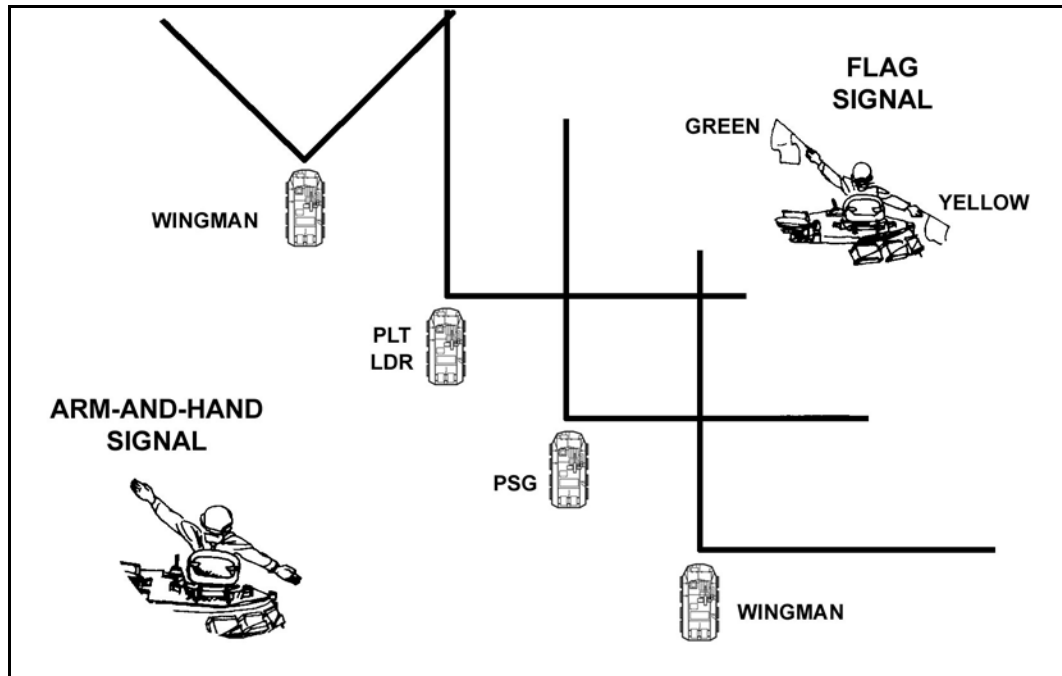 FLAG
SIGNAL
GREEN
YELLOW
WINGMAN
PLT
LDR
ARM-AND-HAND
SIGNAL
PSG
WINGMAN